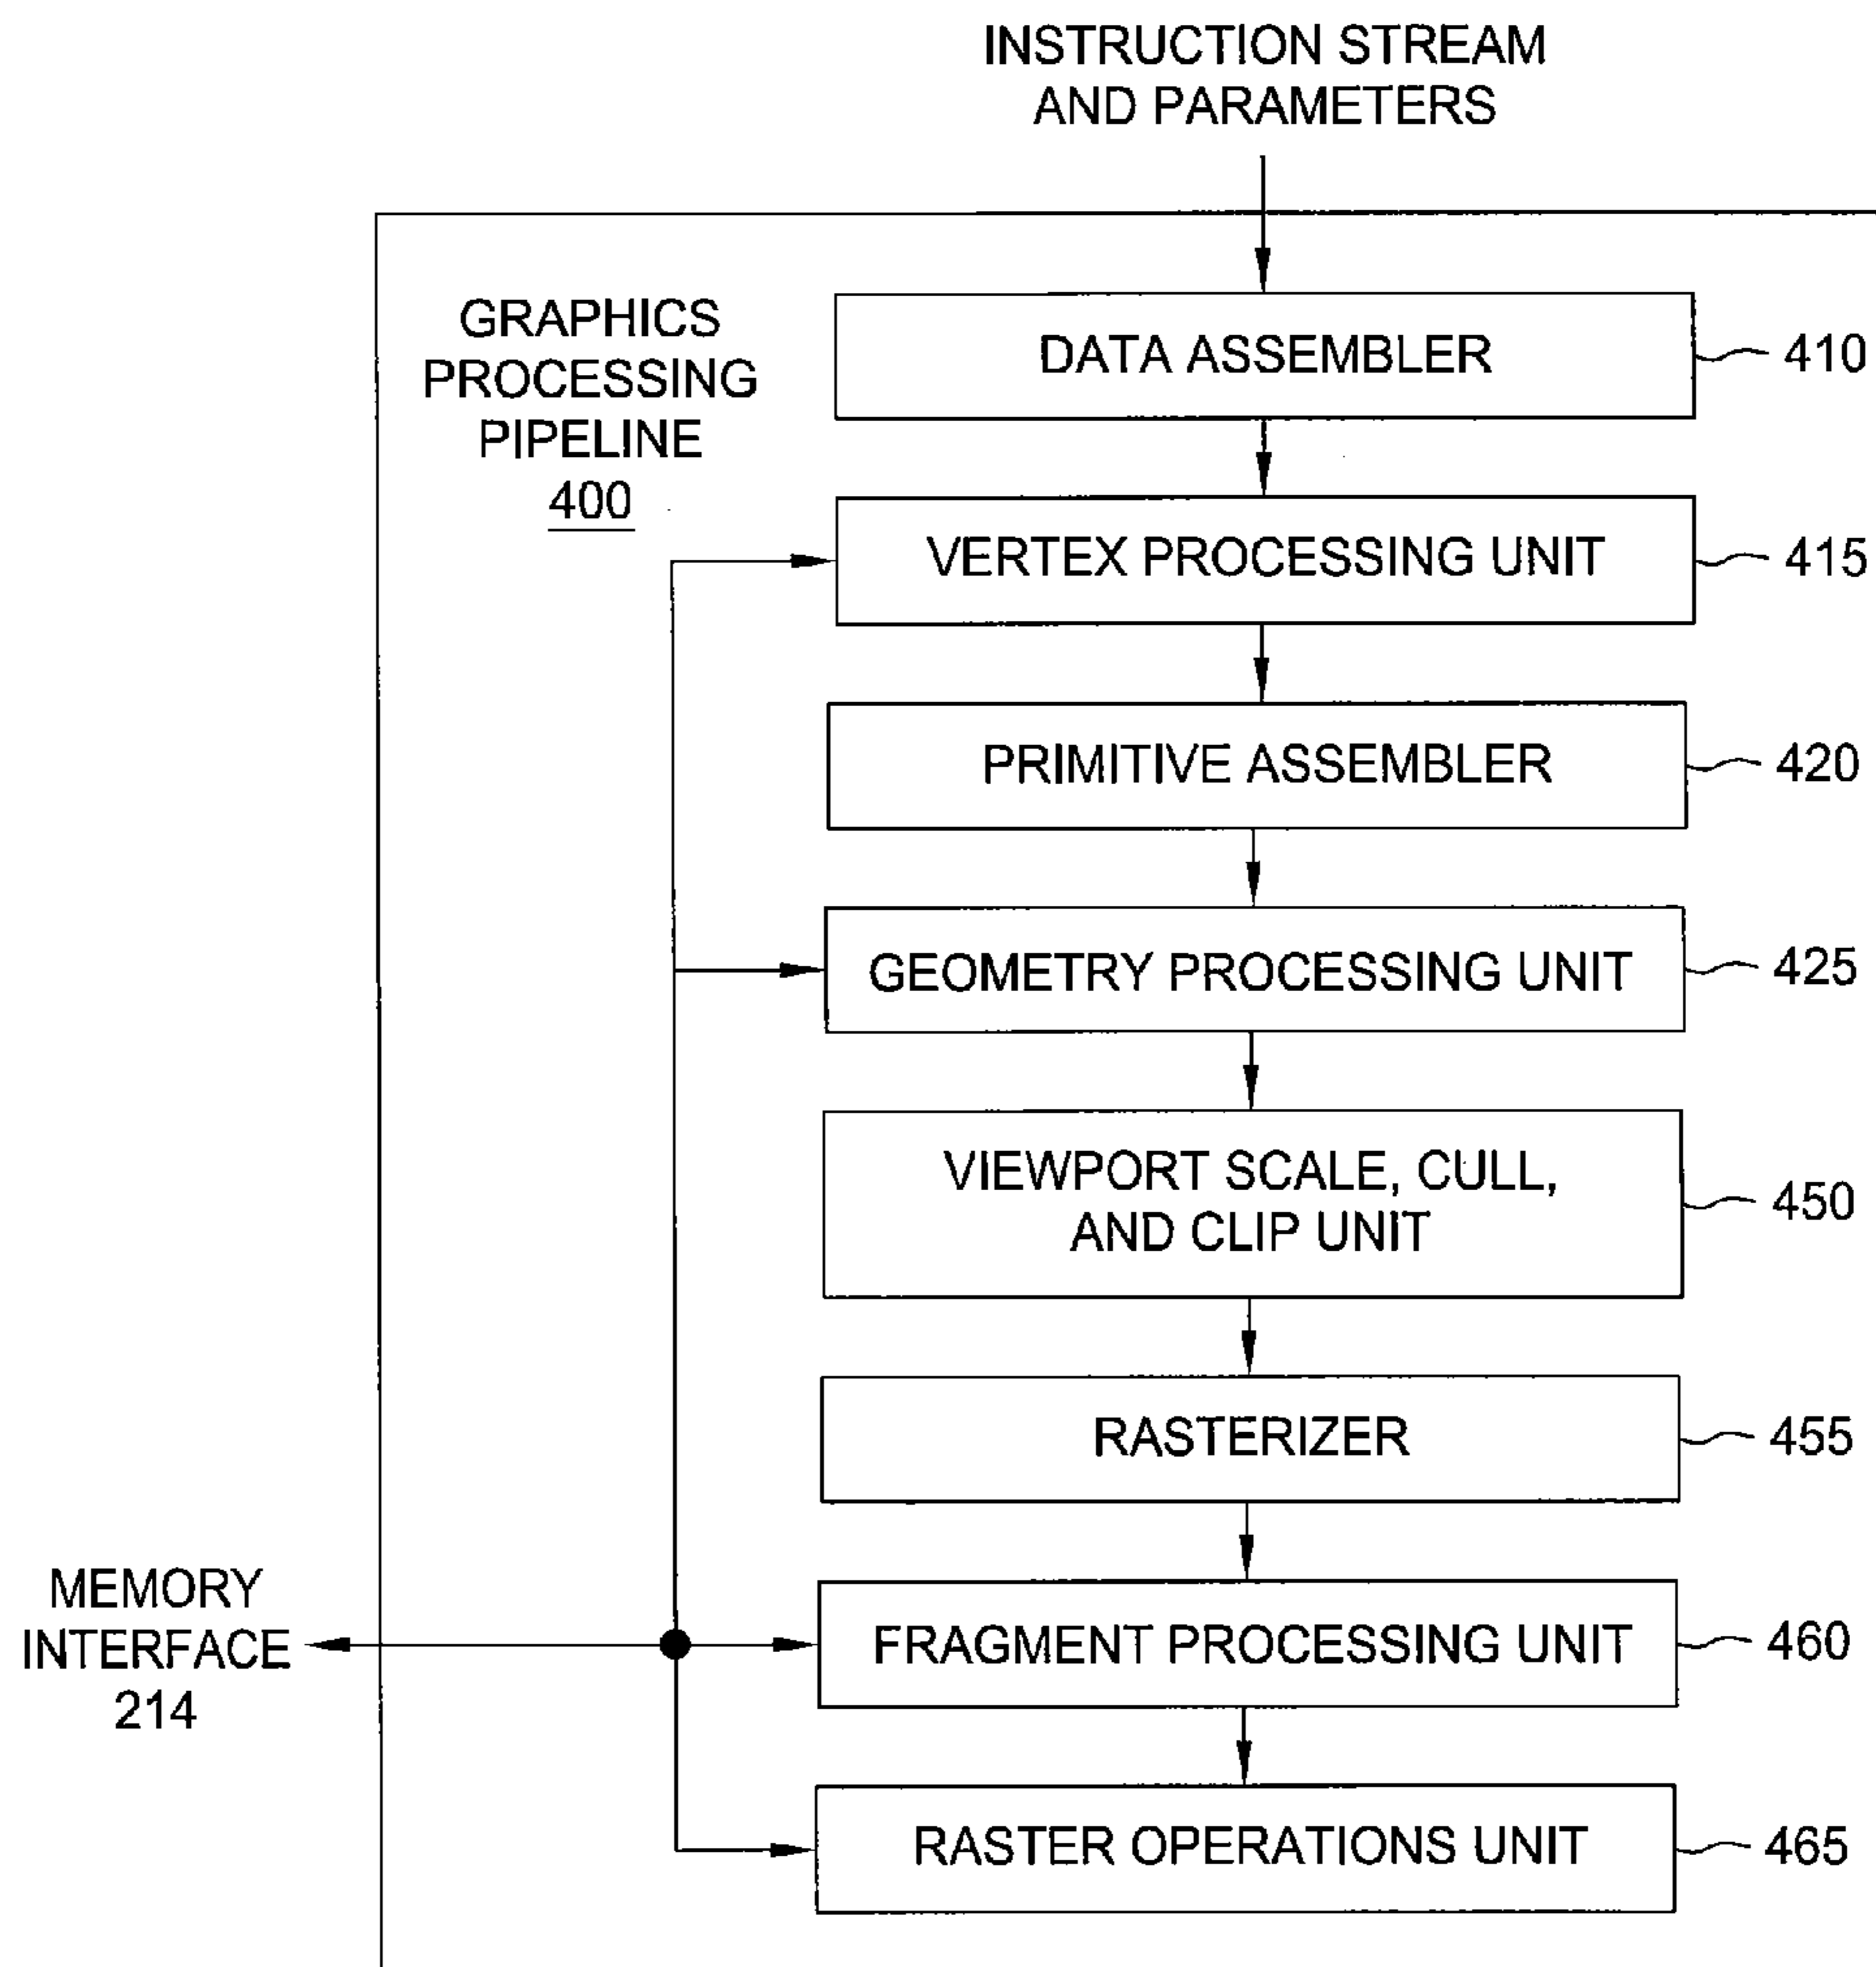 INSTRUCTION STREAM
AND PARAMETERS
GRAPHICS
PROCESSING
PIPELINE
400
DATA ASSEMBLER
410
VERTEX PROCESSING UNIT
415
PRIMITIVE ASSEMBLER
420
GEOMETRY PROCESSING UNIT
425
VIEWPORT SCALE, CULL,
AND CLIP UNIT
450
RASTERIZER
455
MEMORY
INTERFACE
214
FRAGMENT PROCESSING UNIT
460
RASTER OPERATIONS UNIT
465